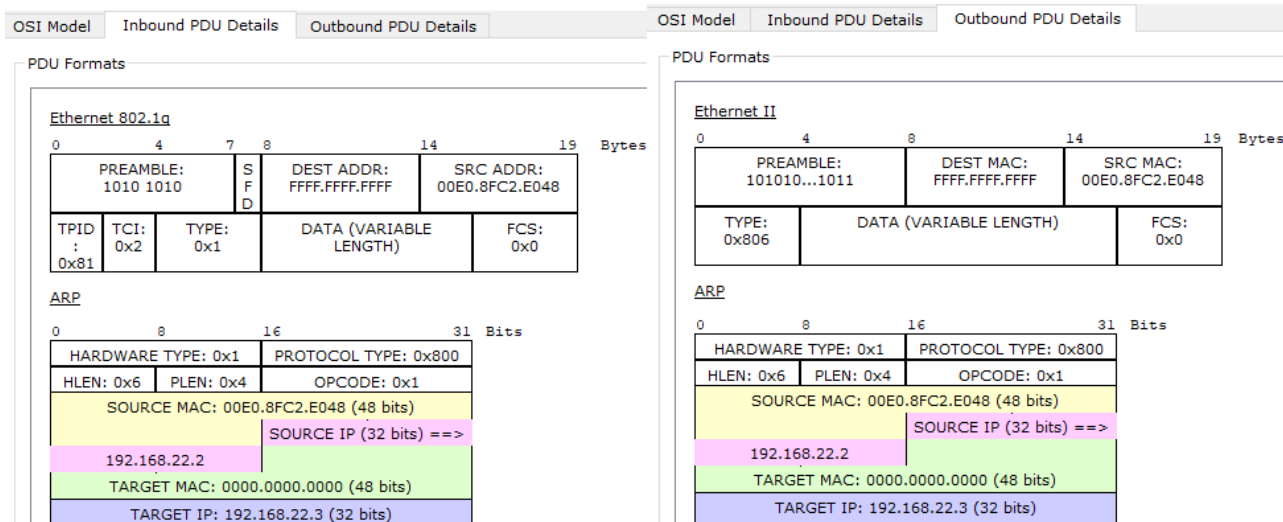 OSI Model Inbound PDU Details Outbound PDU Details
PDU Formats
Ethernet 802.1q
0 4 7 8 14 19 Bytes
PREAMBLE: 1010 1010
S F D
DEST ADDR: FFFF.FFFF.FFFF
SRC ADDR: 00E0.8FC2.E048
TPID : 0x81
TCI: 0x2
TYPE: 0x1
DATA (VARIABLE LENGTH)
FCS: 0x0
ARP
0 8 16 31 Bits
HARDWARE TYPE: 0x1 PROTOCOL TYPE: 0x800
HLEN: 0x6 PLEN: 0x4 OPCODE: 0x1
SOURCE MAC: 00E0.8FC2.E048 (48 bits)
SOURCE IP (32 bits) ==>
192.168.22.2
TARGET MAC: 0000.0000.0000 (48 bits)
TARGET IP: 192.168.22.3 (32 bits)
OSI Model Inbound PDU Details Outbound PDU Details
PDU Formats
Ethernet II
0 4 8 14 19 Bytes
PREAMBLE: 101010...1011
DEST MAC: FFFF.FFFF.FFFF
SRC MAC: 00E0.8FC2.E048
TYPE: 0x806
DATA (VARIABLE LENGTH)
FCS: 0x0
ARP
0 8 16 31 Bits
HARDWARE TYPE: 0x1 PROTOCOL TYPE: 0x800
HLEN: 0x6 PLEN: 0x4 OPCODE: 0x1
SOURCE MAC: 00E0.8FC2.E048 (48 bits)
SOURCE IP (32 bits) ==>
192.168.22.2
TARGET MAC: 0000.0000.0000 (48 bits)
TARGET IP: 192.168.22.3 (32 bits)